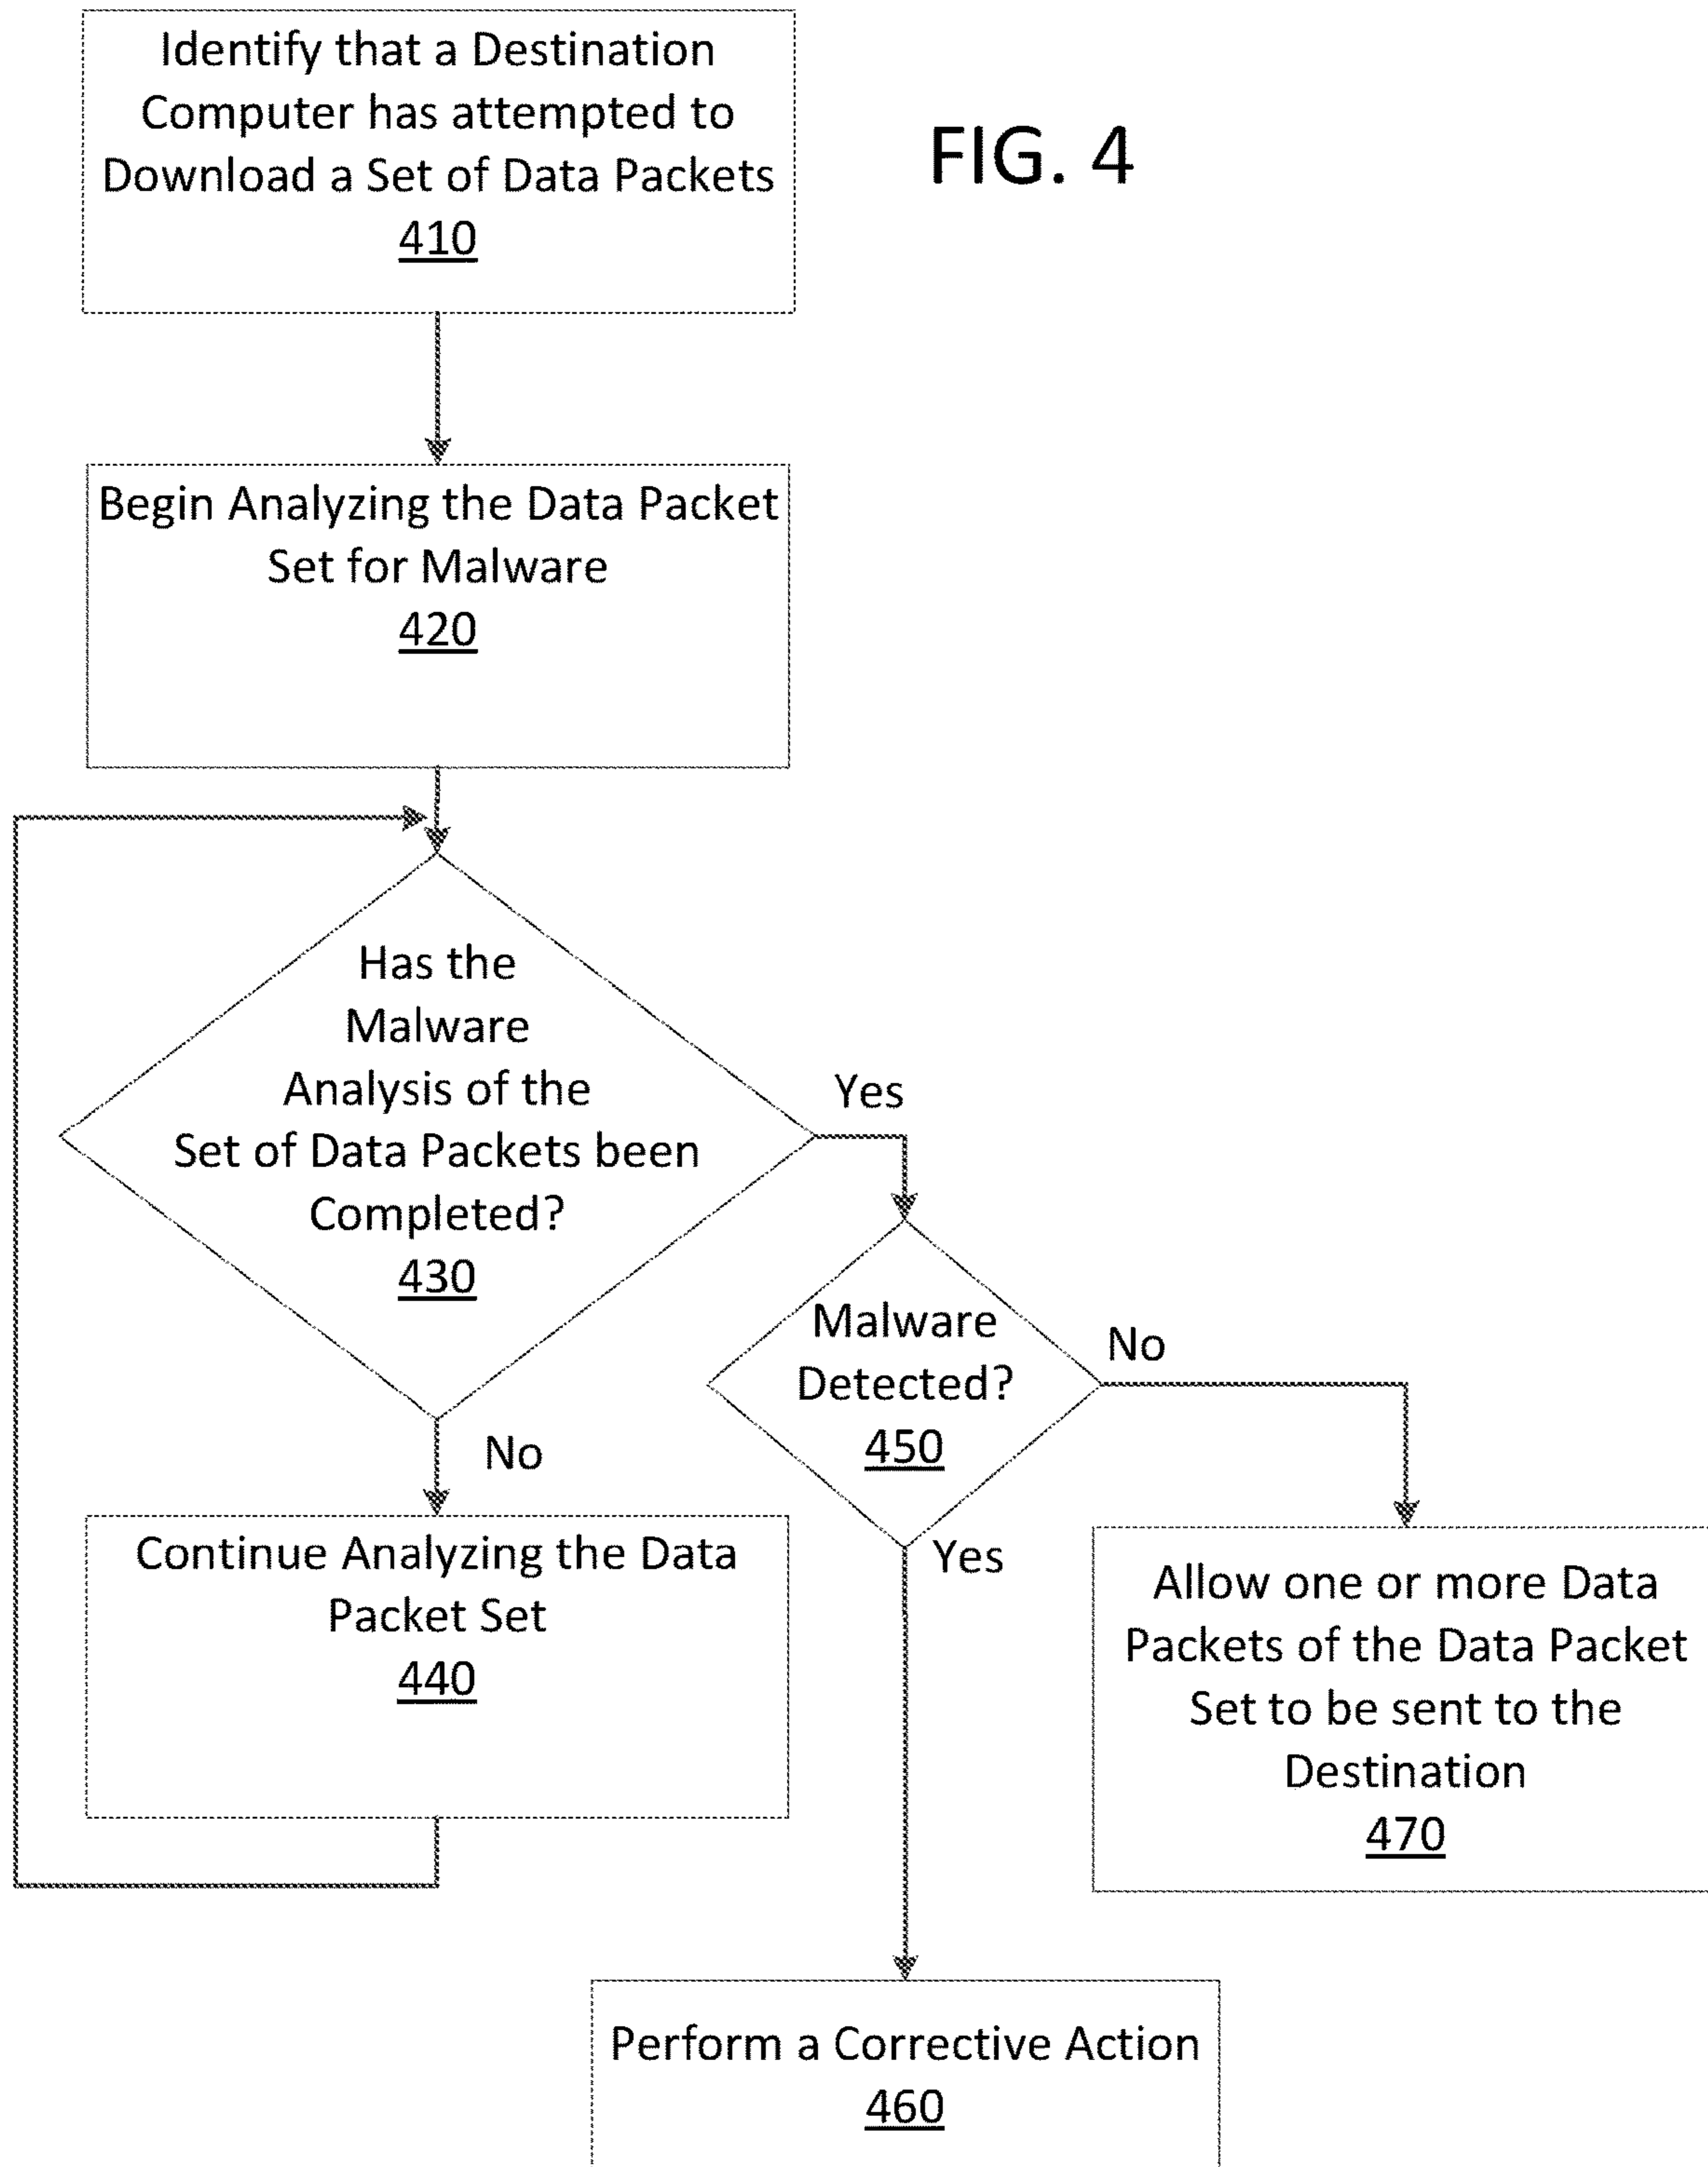 Identify that a Destination
Computer has attempted to
Download a Set of Data Packets
410
FIG. 4
Begin Analyzing the Data Packet
Set for Malware
420
Has the
Malware
Analysis of the
Set of Data Packets been
Completed?
430
Yes
No
Malware
Detected?
450
No
Yes
Continue Analyzing the Data
Packet Set
440
Allow one or more Data
Packets of the Data Packet
Set to be sent to the
Destination
470
Perform a Corrective Action
460